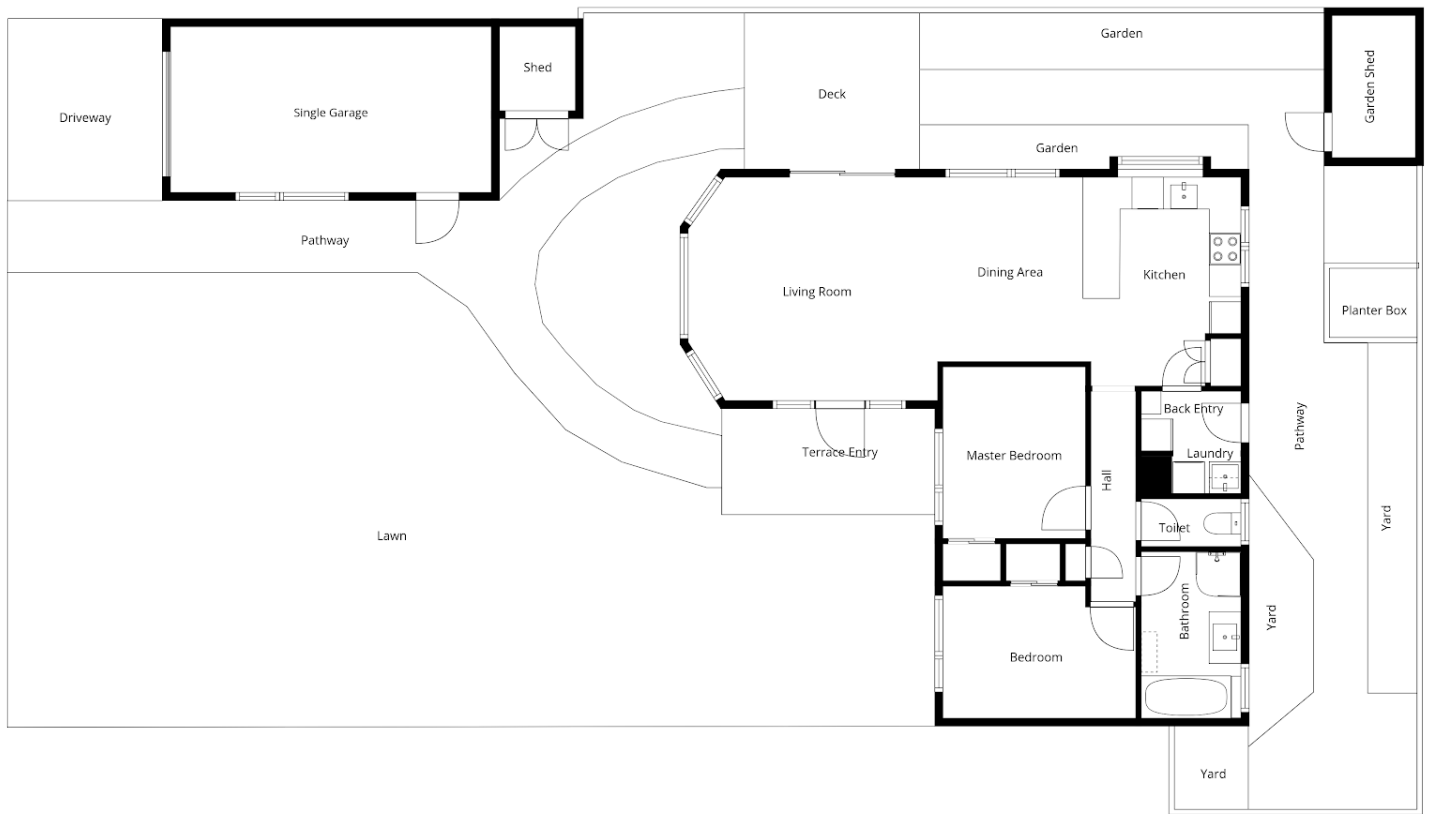 Garden
Shed
Garden Shed
Deck
Single Garage
Driveway
Garden
Pathway
Dining Area
Kitchen
Living Room
Planter Box
Back Entry
Pathway
Terrace Entry
Master Bedroom
Laundry
Hall
Yard
Toilet
Lawn
Bathroom
Yard
Bedroom
Yard